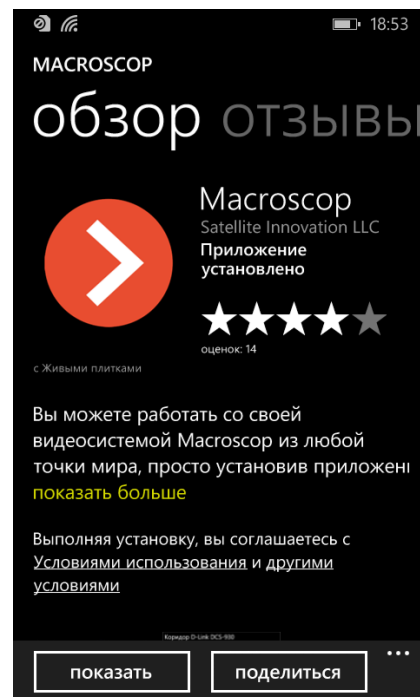 18:53
MACROSCOP
обзор отзывы
Macroscop
Satellite Innovation LLC
Приложение
установлено
оценок: 14
с Живыми плитками
Вы можете работать со своей
видеосистемой Macroscop из любой
точки мира, просто установив приложени
показать больше
Выполняя установку, вы соглашаетесь с
Условиями использования и другими
условиями
Коридор D-Link DCS-930
показать поделиться